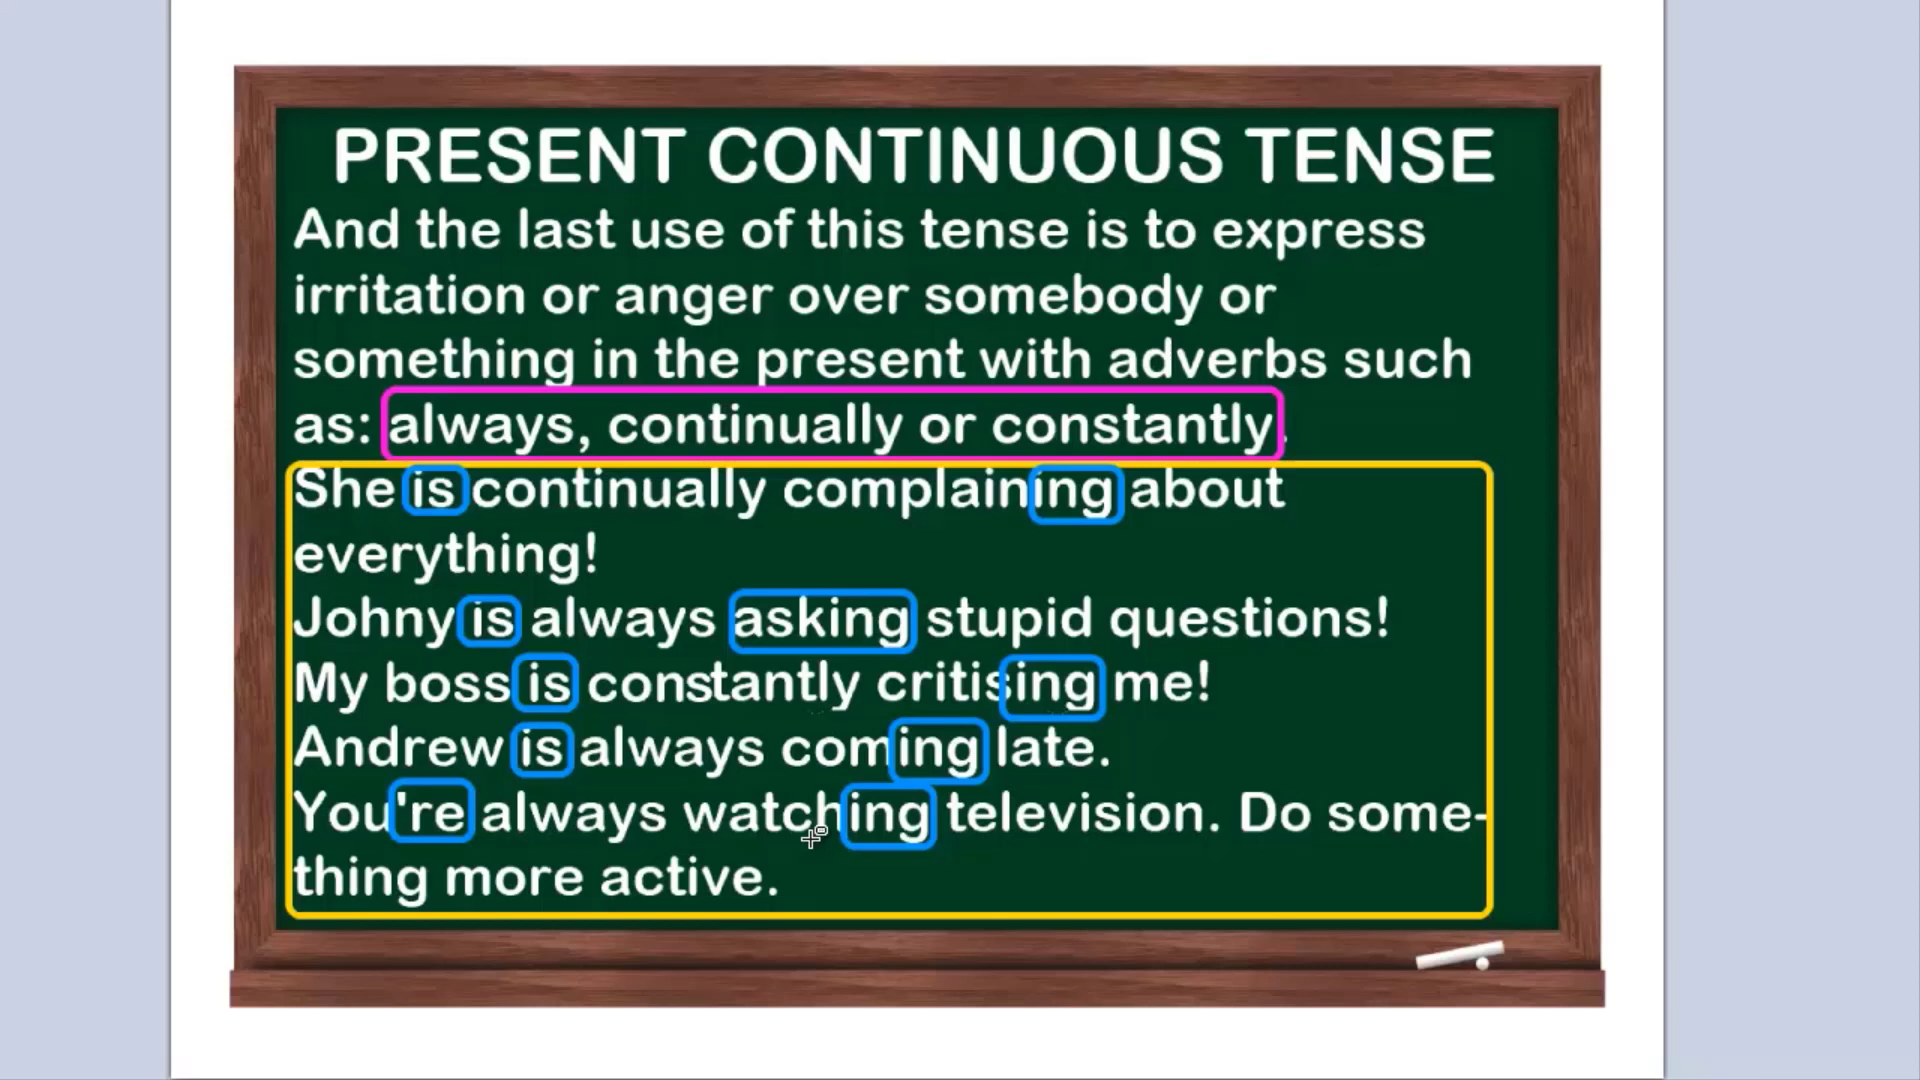 PRESENT CONTINUOUS TENSE
And the last use of this tense is to express
irritation or anger over somebody or
something in the present with adverbs such
as: always, continually or constantly.
She is continually complaining about
everything!
Johny is always asking stupid questions!
My boss is constantly critising me!
Andrew is always coming late.
You're always watching television. Do some-
thing more active.